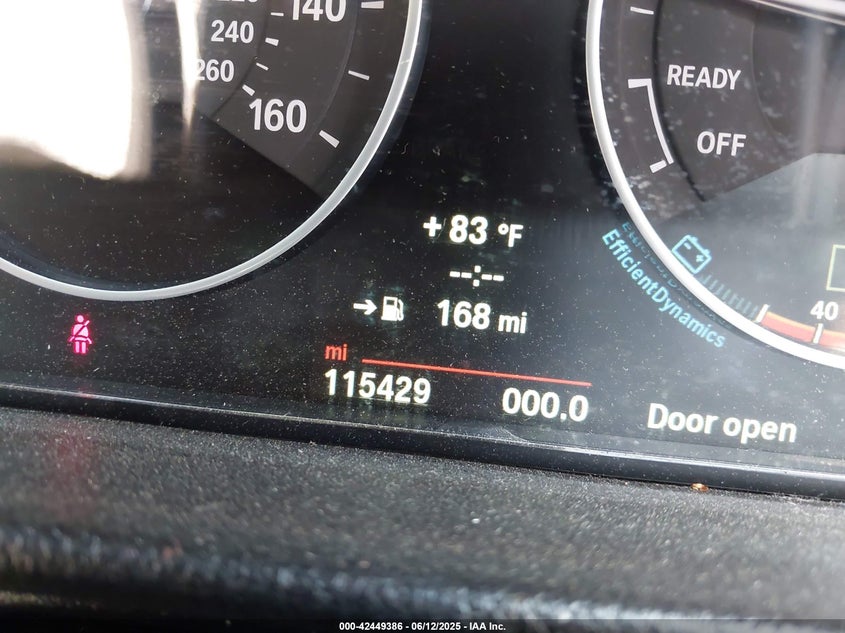 140
240
260
160
READY
OFF
+ 83 °F
--:--
168 mi
EfficientDynamics
40
mi
115429
000.0
Door open
000-42449386 - 06/12/2025 - IAA Inc.